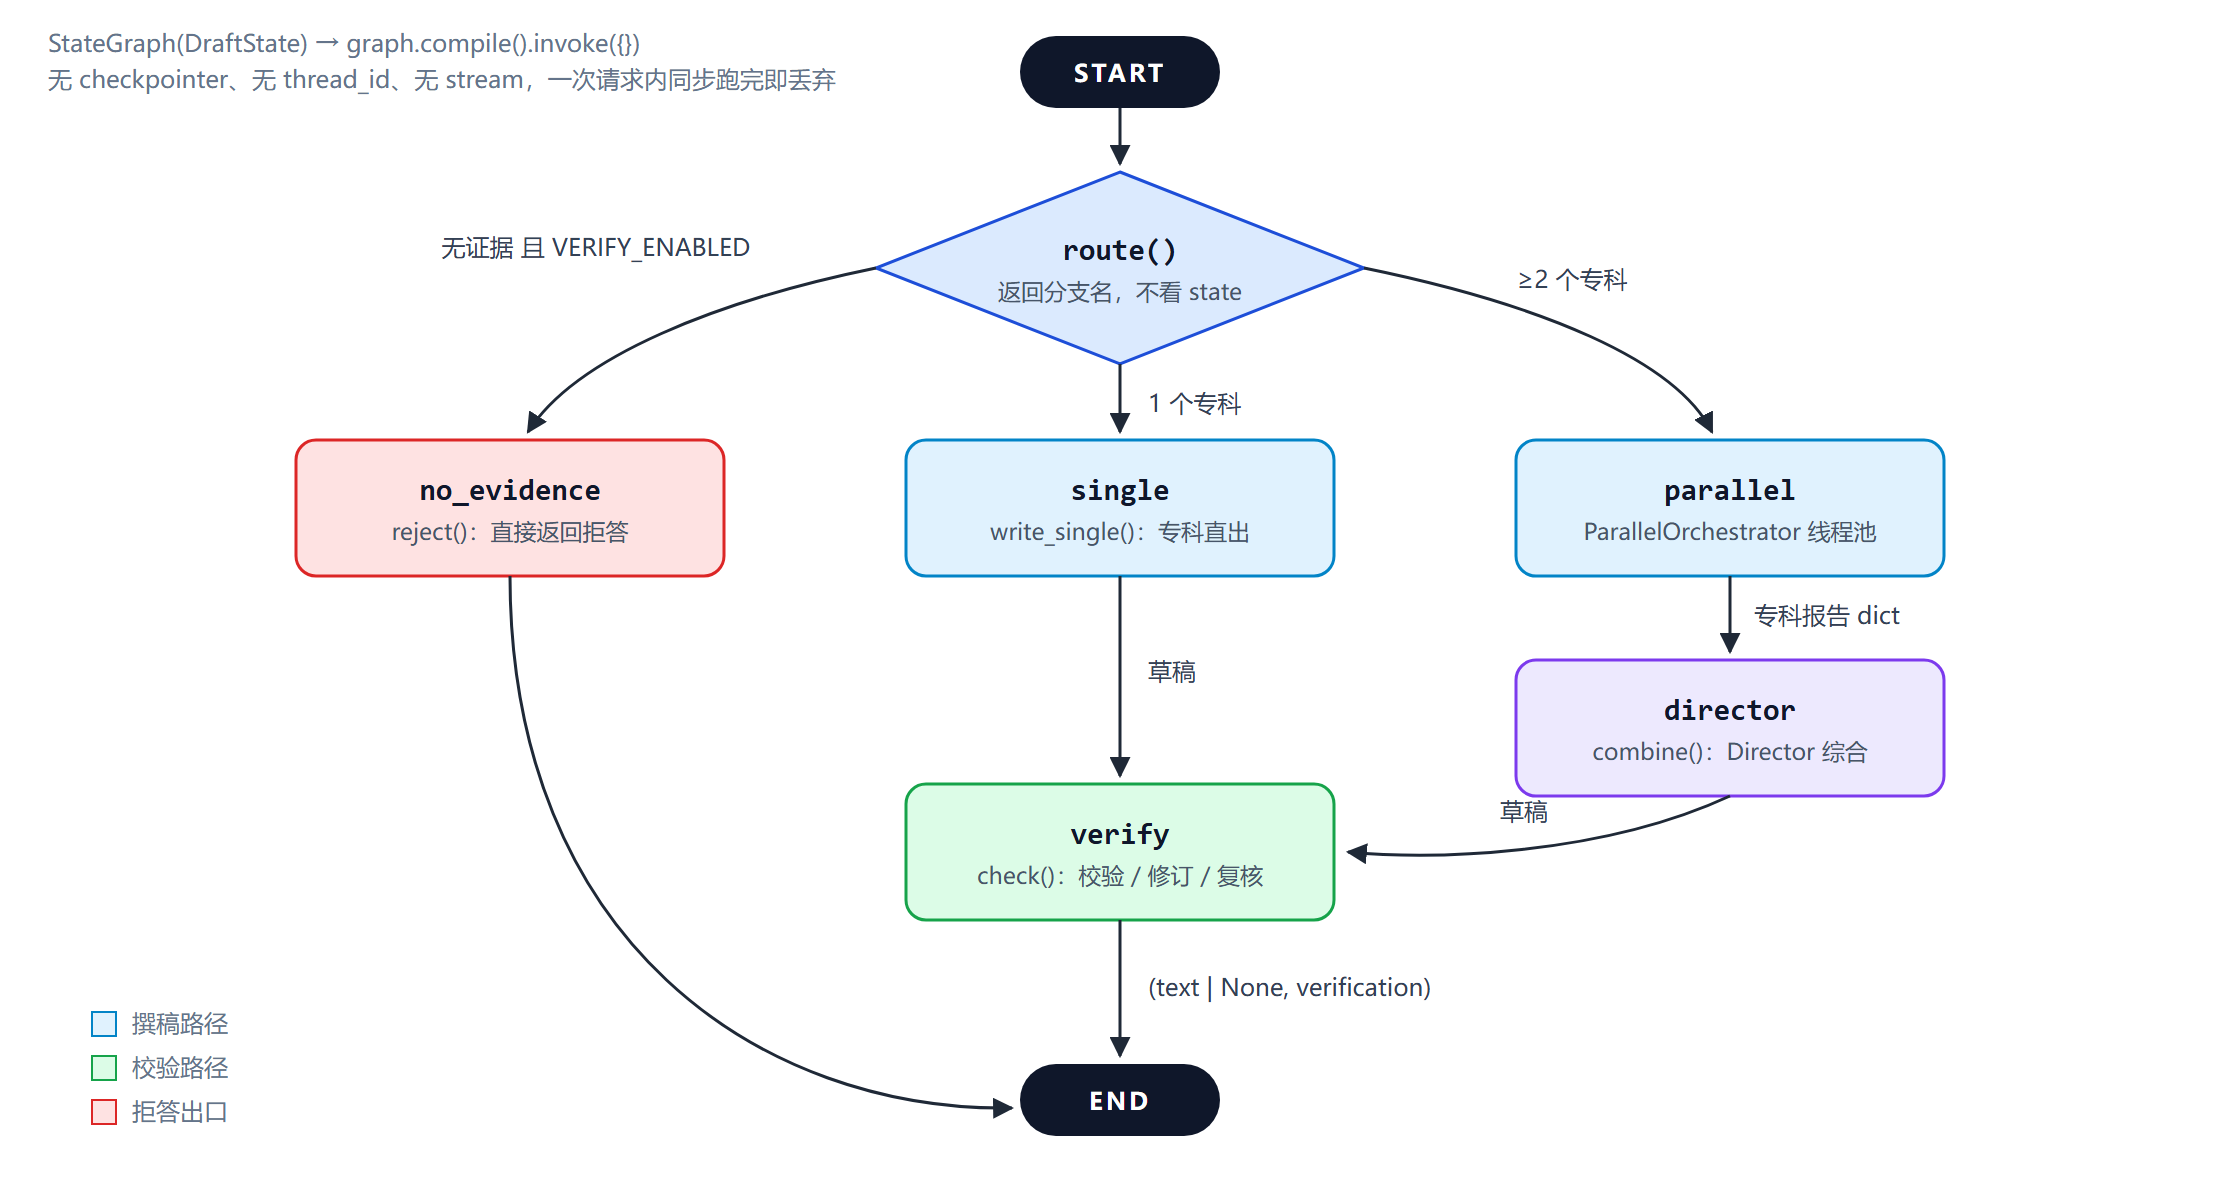 StateGraph(DraftState) → graph.compile().invoke({})
无 checkpointer、无 thread_id、无 stream，一次请求内同步跑完即丢弃
START
无证据 且 VERIFY_ENABLED
route()
返回分支名，不看 state
≥2 个专科
1 个专科
no_evidence
reject()：直接返回拒答
single
write_single()：专科直出
parallel
ParallelOrchestrator 线程池
专科报告 dict
草稿
director
combine()：Director 综合
草稿
verify
check()：校验 / 修订 / 复核
(text | None, verification)
撰稿路径
校验路径
拒答出口
END